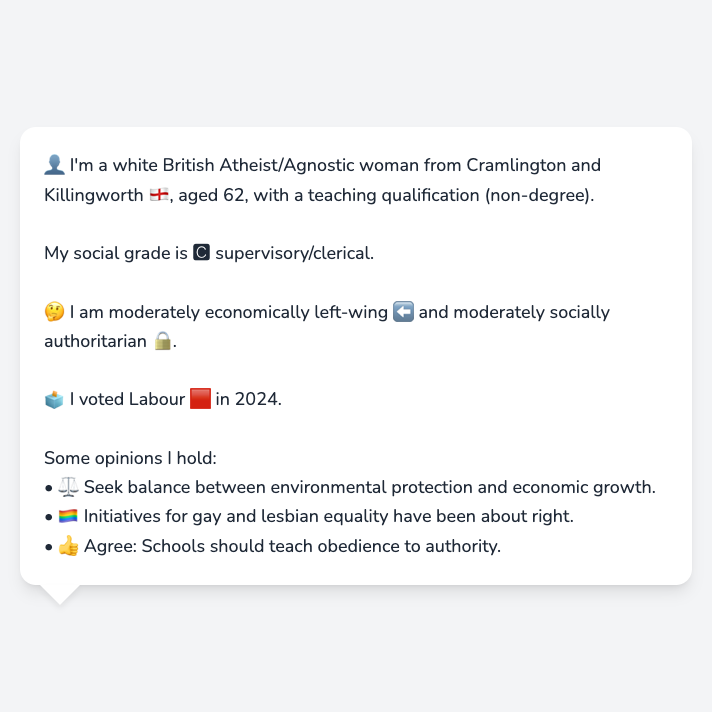 👤 I'm a white British Atheist/Agnostic woman from Cramlington and
Killingworth 🏴󠁧󠁢󠁥󠁮󠁧󠁿, aged 62, with a teaching qualification (non-degree).
My social grade is 🅲 supervisory/clerical.
🤔 I am moderately economically left-wing ⬅️ and moderately socially
authoritarian 🔒.
🗳️ I voted Labour 🟥 in 2024.
Some opinions I hold:
• ⚖️ Seek balance between environmental protection and economic growth.
• 🏳️‍🌈 Initiatives for gay and lesbian equality have been about right.
• 👍 Agree: Schools should teach obedience to authority.